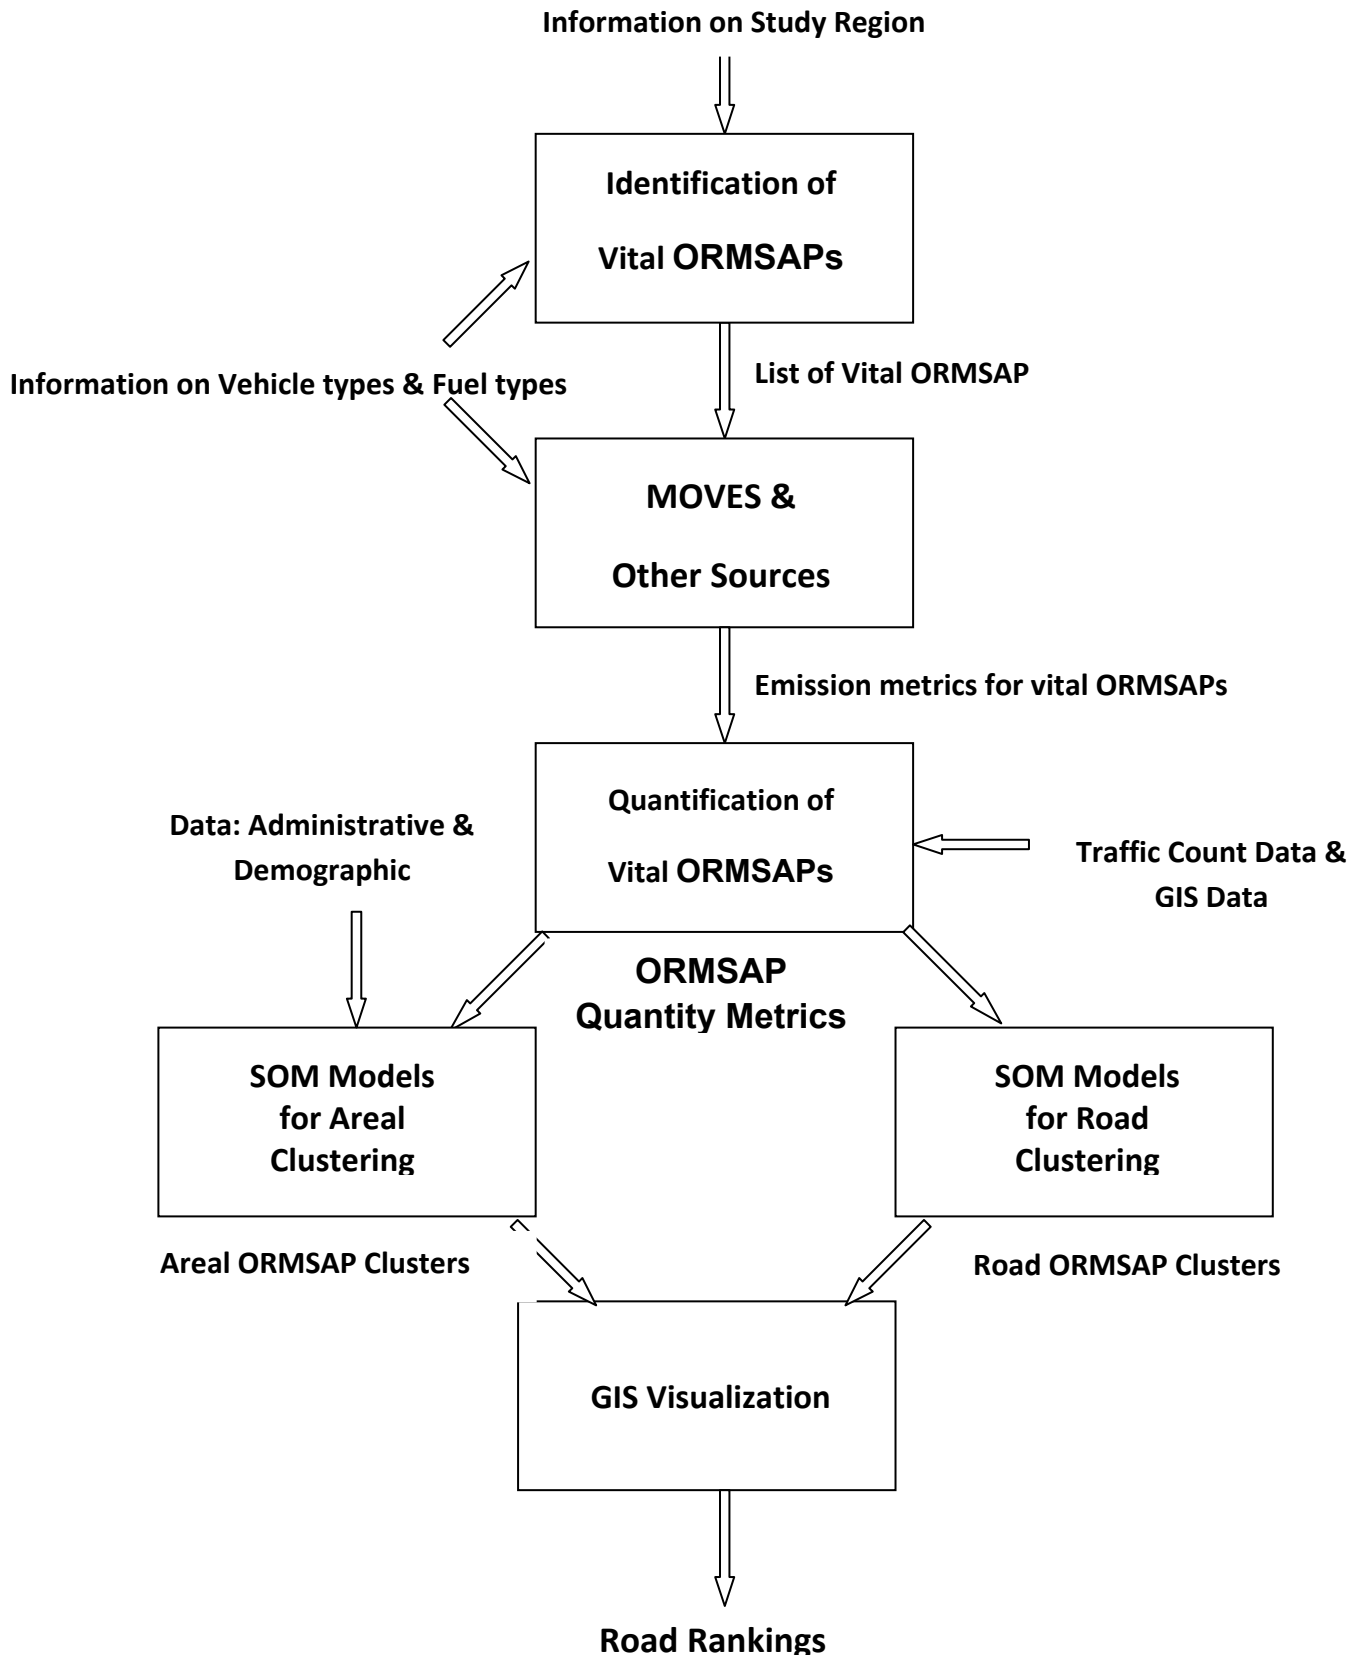 Information on Study Region
Identification of
Vital ORMSAPs
Information on Vehicle types & Fuel types
List of Vital ORMSAP
MOVES &
Other Sources
Emission metrics for vital ORMSAPs
Quantification of
Vital ORMSAPs
Data: Administrative &
Demographic
Traffic Count Data &
GIS Data
ORMSAP
Quantity Metrics
SOM Models
for Areal
Clustering
SOM Models
for Road
Clustering
Areal ORMSAP Clusters
Road ORMSAP Clusters
GIS Visualization
Road Rankings